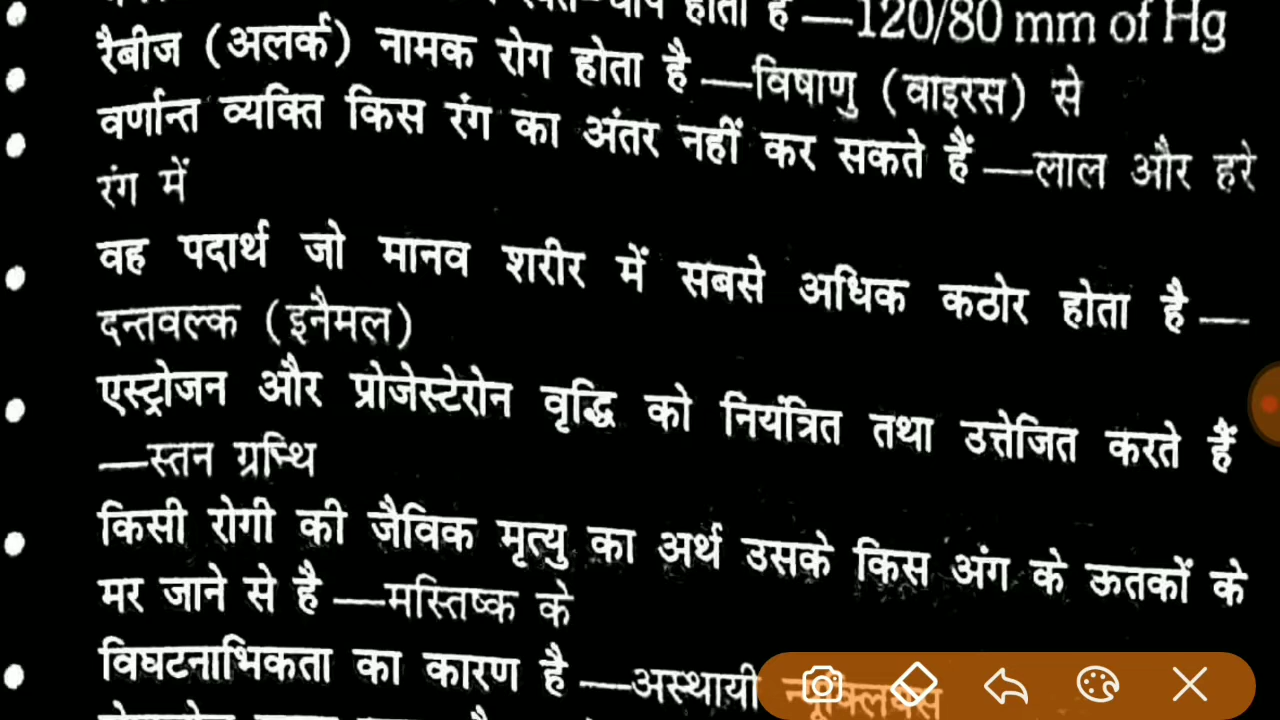 होता है —120/80 mm of Hg
रैबीज (अलर्क) नामक रोग होता है —विषाणु (वाइरस) से
वर्णान्त व्यक्ति किस रंग का अंतर नहीं कर सकते हैं —लाल और हरे
रंग में
वह पदार्थ जो मानव शरीर में सबसे अधिक कठोर होता है —
दन्तवल्क (इनैमल)
एस्ट्रोजन और प्रोजेस्टेरोन वृद्धि को नियंत्रित तथा उत्तेजित करते हैं
—स्तन ग्रन्थि
किसी रोगी की जैविक मृत्यु का अर्थ उसके किस अंग के ऊतकों के
मर जाने से है —मस्तिष्क के
विघटनाभिकता का कारण है —अस्थायी न्यूक्लियस